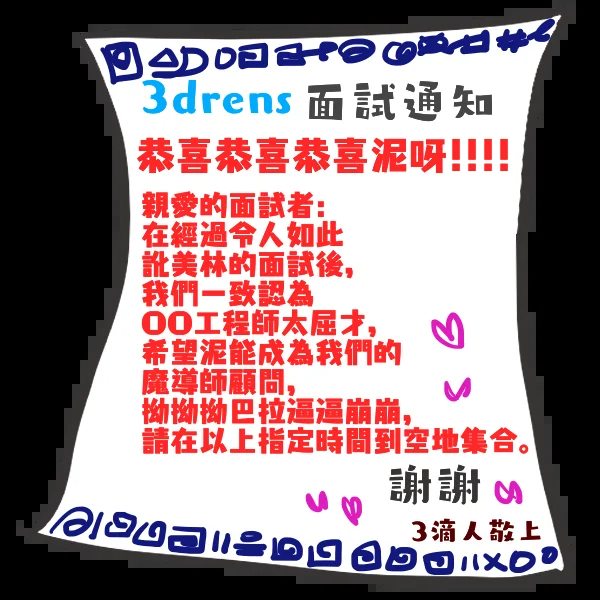 3drens 面試通知
恭喜恭喜恭喜泥呀!!!!
親愛的面試者:
在經過令人如此
訿美林的面試後,
我們一致認為
OO工程師太屈才,
希望泥能成為我們的
魔導師顧問,
拗拗拗巴拉逼逼崩崩,
請在以上指定時間到空地集合。
謝謝
3滴人敬上